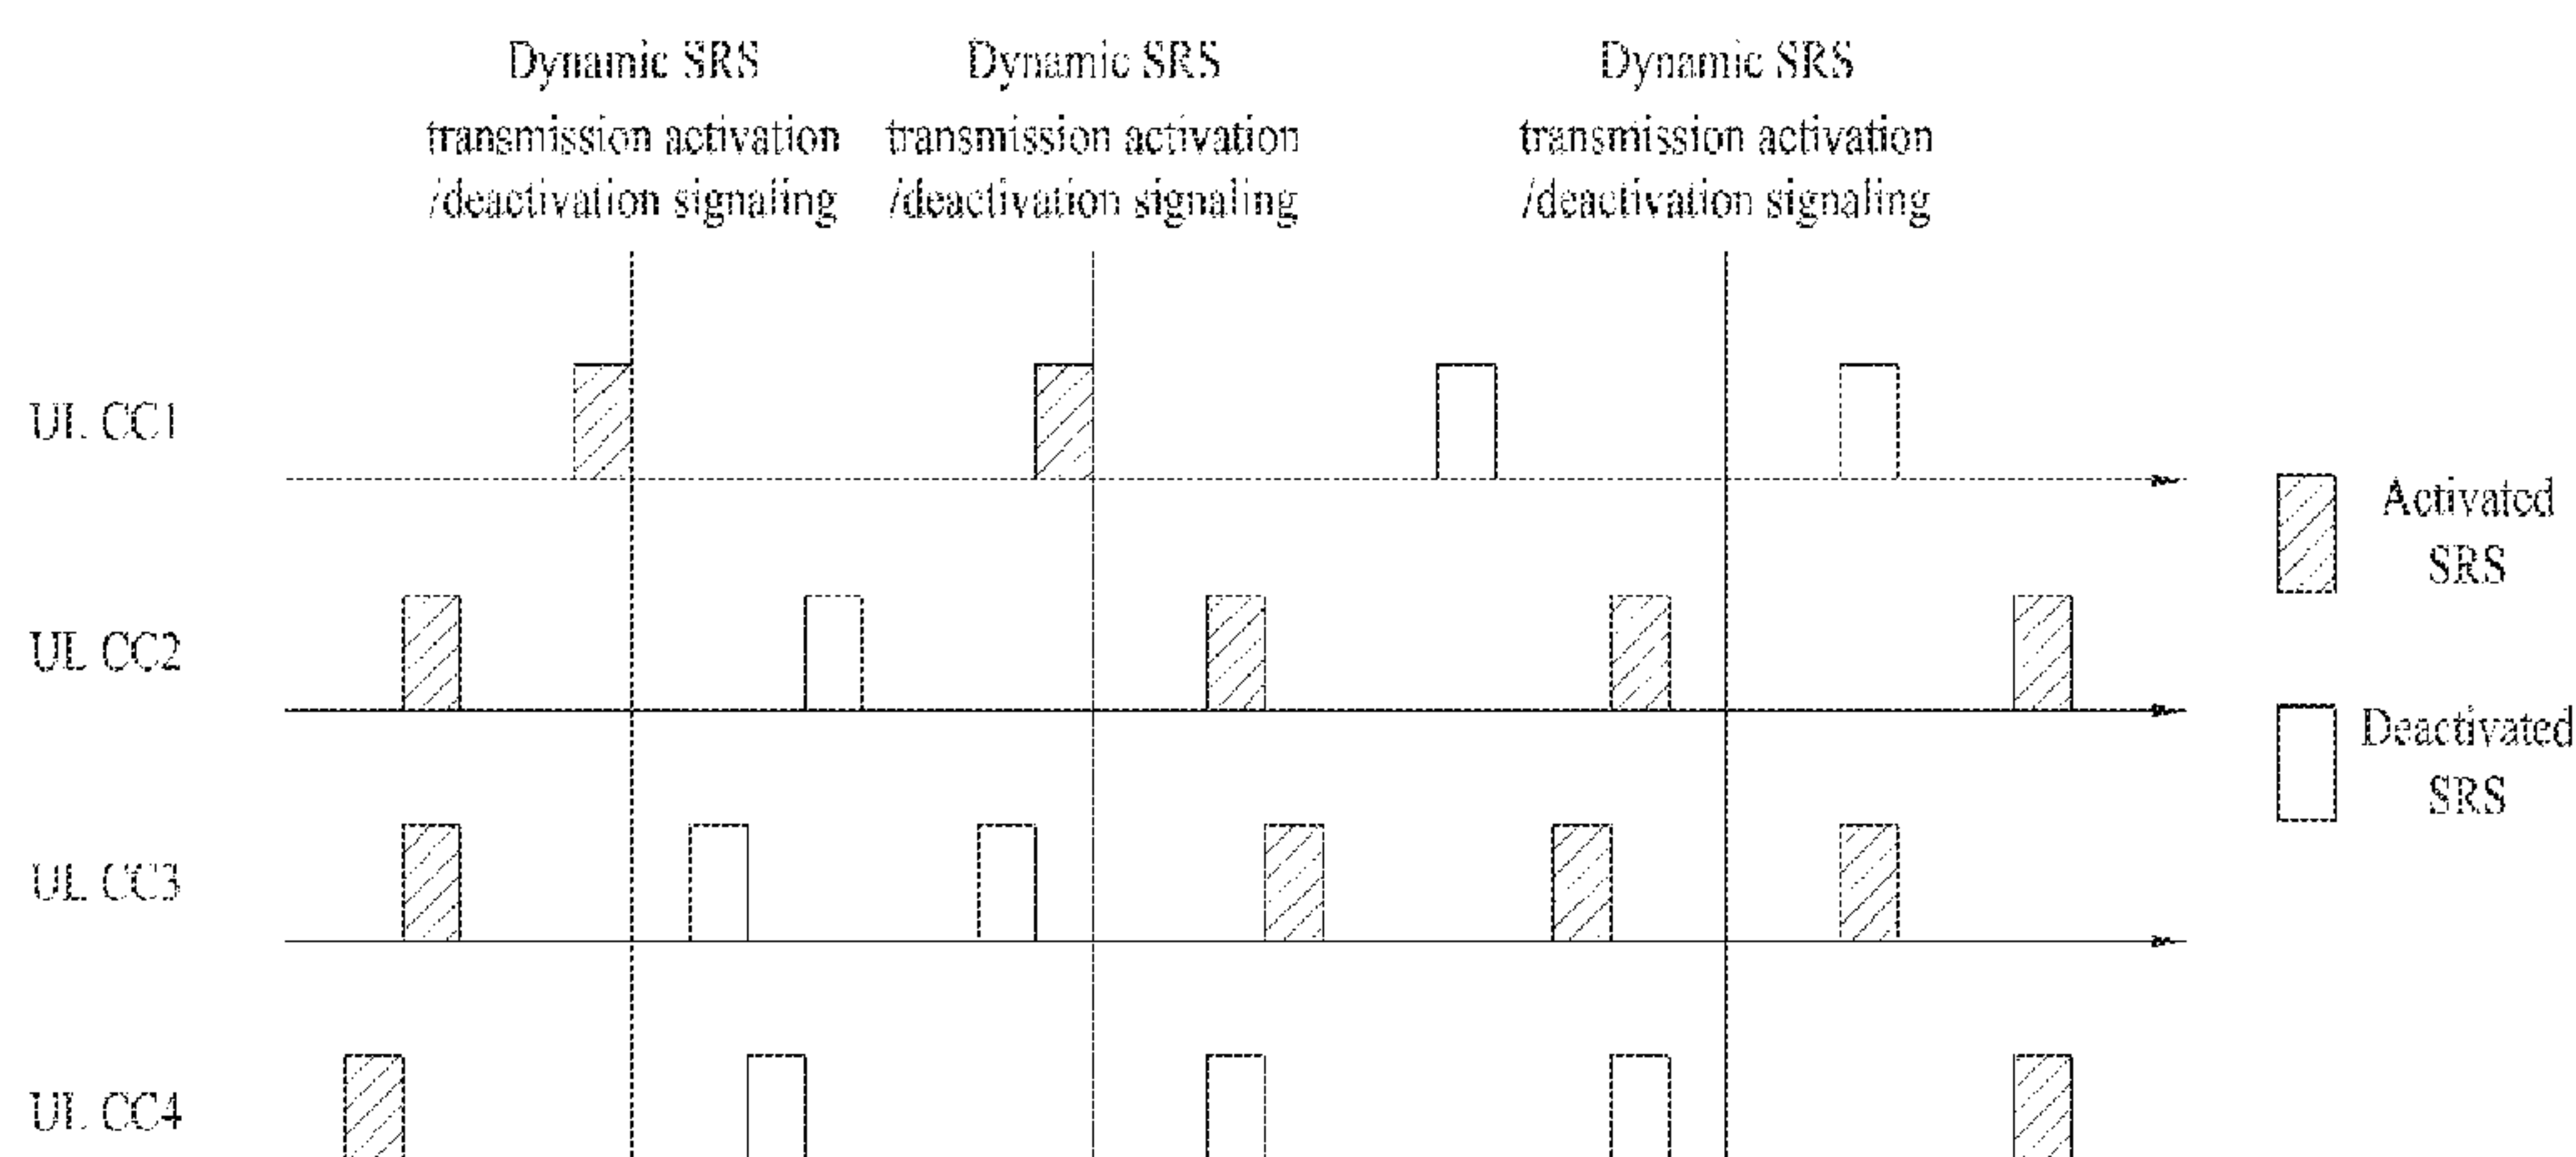 Dynamic SRS
transmission activation
/deactivation signaling
Dynamic SRS
transmission activation
/deactivation signaling
Dynamic SRS
transmission activation
/deactivation signaling
UL CC1
UL CC2
UL CC3
UL CC4
Activated
SRS
Deactivated
SRS